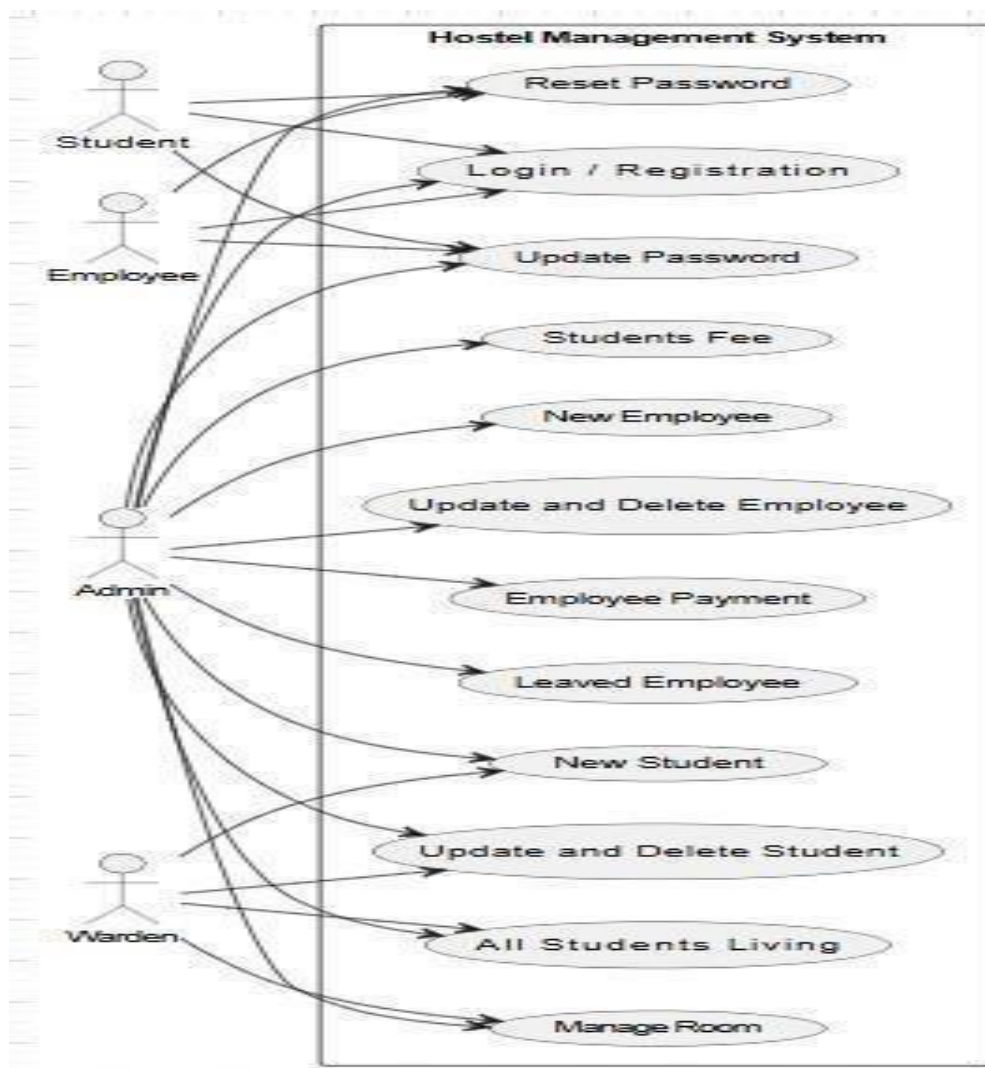 Hostel Management System
Reset Password
Student
Login / Registration
Employee
Update Password
Students Fee
New Employee
Update and Delete Employee
Admin
Employee Payment
Leaved Employee
New Student
Update and Delete Student
Warden
All Students Living
Manage Room